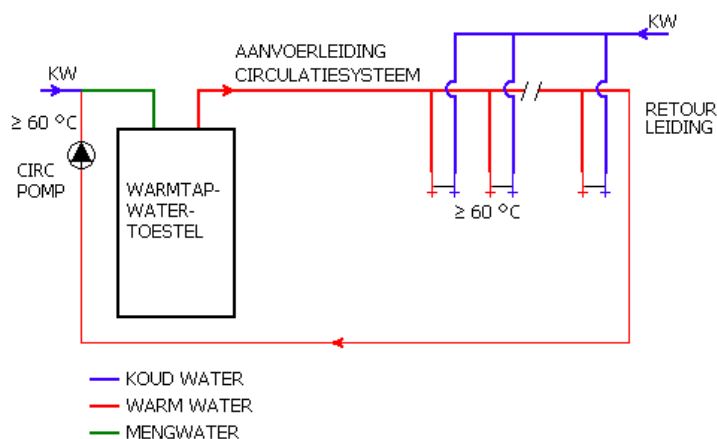 KW
AANVOERLEIDING
CIRCULATIESYSTEEM
KW
≥ 60 °C
RETOUR
LEIDING
CIRC
POMP
WARMTAP-
WATER-
TOESTEL
≥ 60 °C
KOUD WATER
WARM WATER
MENGWATER